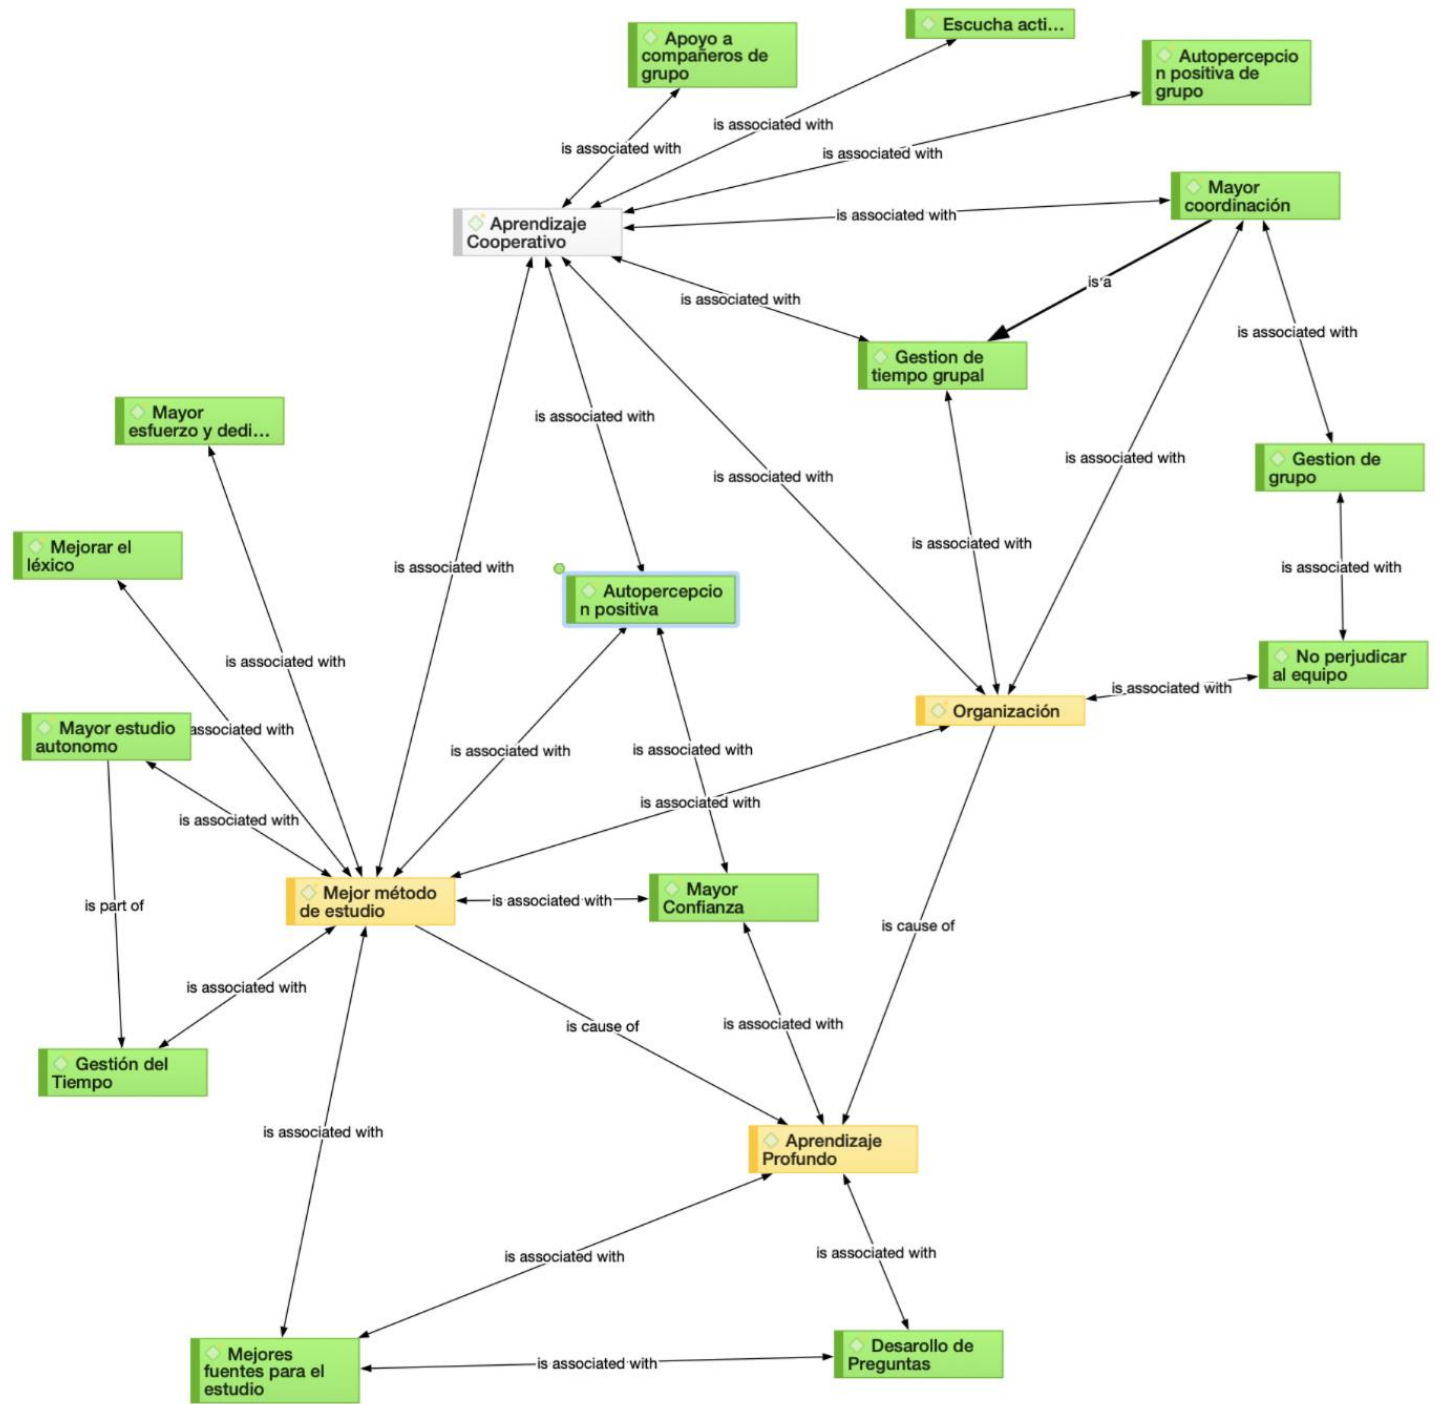 Escucha acti...
Apoyo a
compañeros de
grupo
Autopercepcio
n positiva de
grupo
is associated with
is associated with
is associated with
Mayor
coordinación
is associated with
Aprendizaje
Cooperativo
is a
is associated with
is associated with
Gestion de
tiempo grupal
Mayor
esfuerzo y dedi...
is associated with
is associated with
is associated with
Gestion de
grupo
Mejorar el
léxico
is associated with
is associated with
is associated with
Autopercepcio
n positiva
is associated with
No perjudicar
al equipo
is associated with
Organización
Mayor estudio
autonomo
associated with
is associated with
is associated with
is associated with
is associated with
Mejor método
de estudio
is associated with
Mayor
Confianza
is part of
is cause of
is associated with
is cause of
is associated with
Gestión del
Tiempo
is associated with
Aprendizaje
Profundo
is associated with
is associated with
Mejores
fuentes para el
estudio
is associated with
Desarollo de
Preguntas